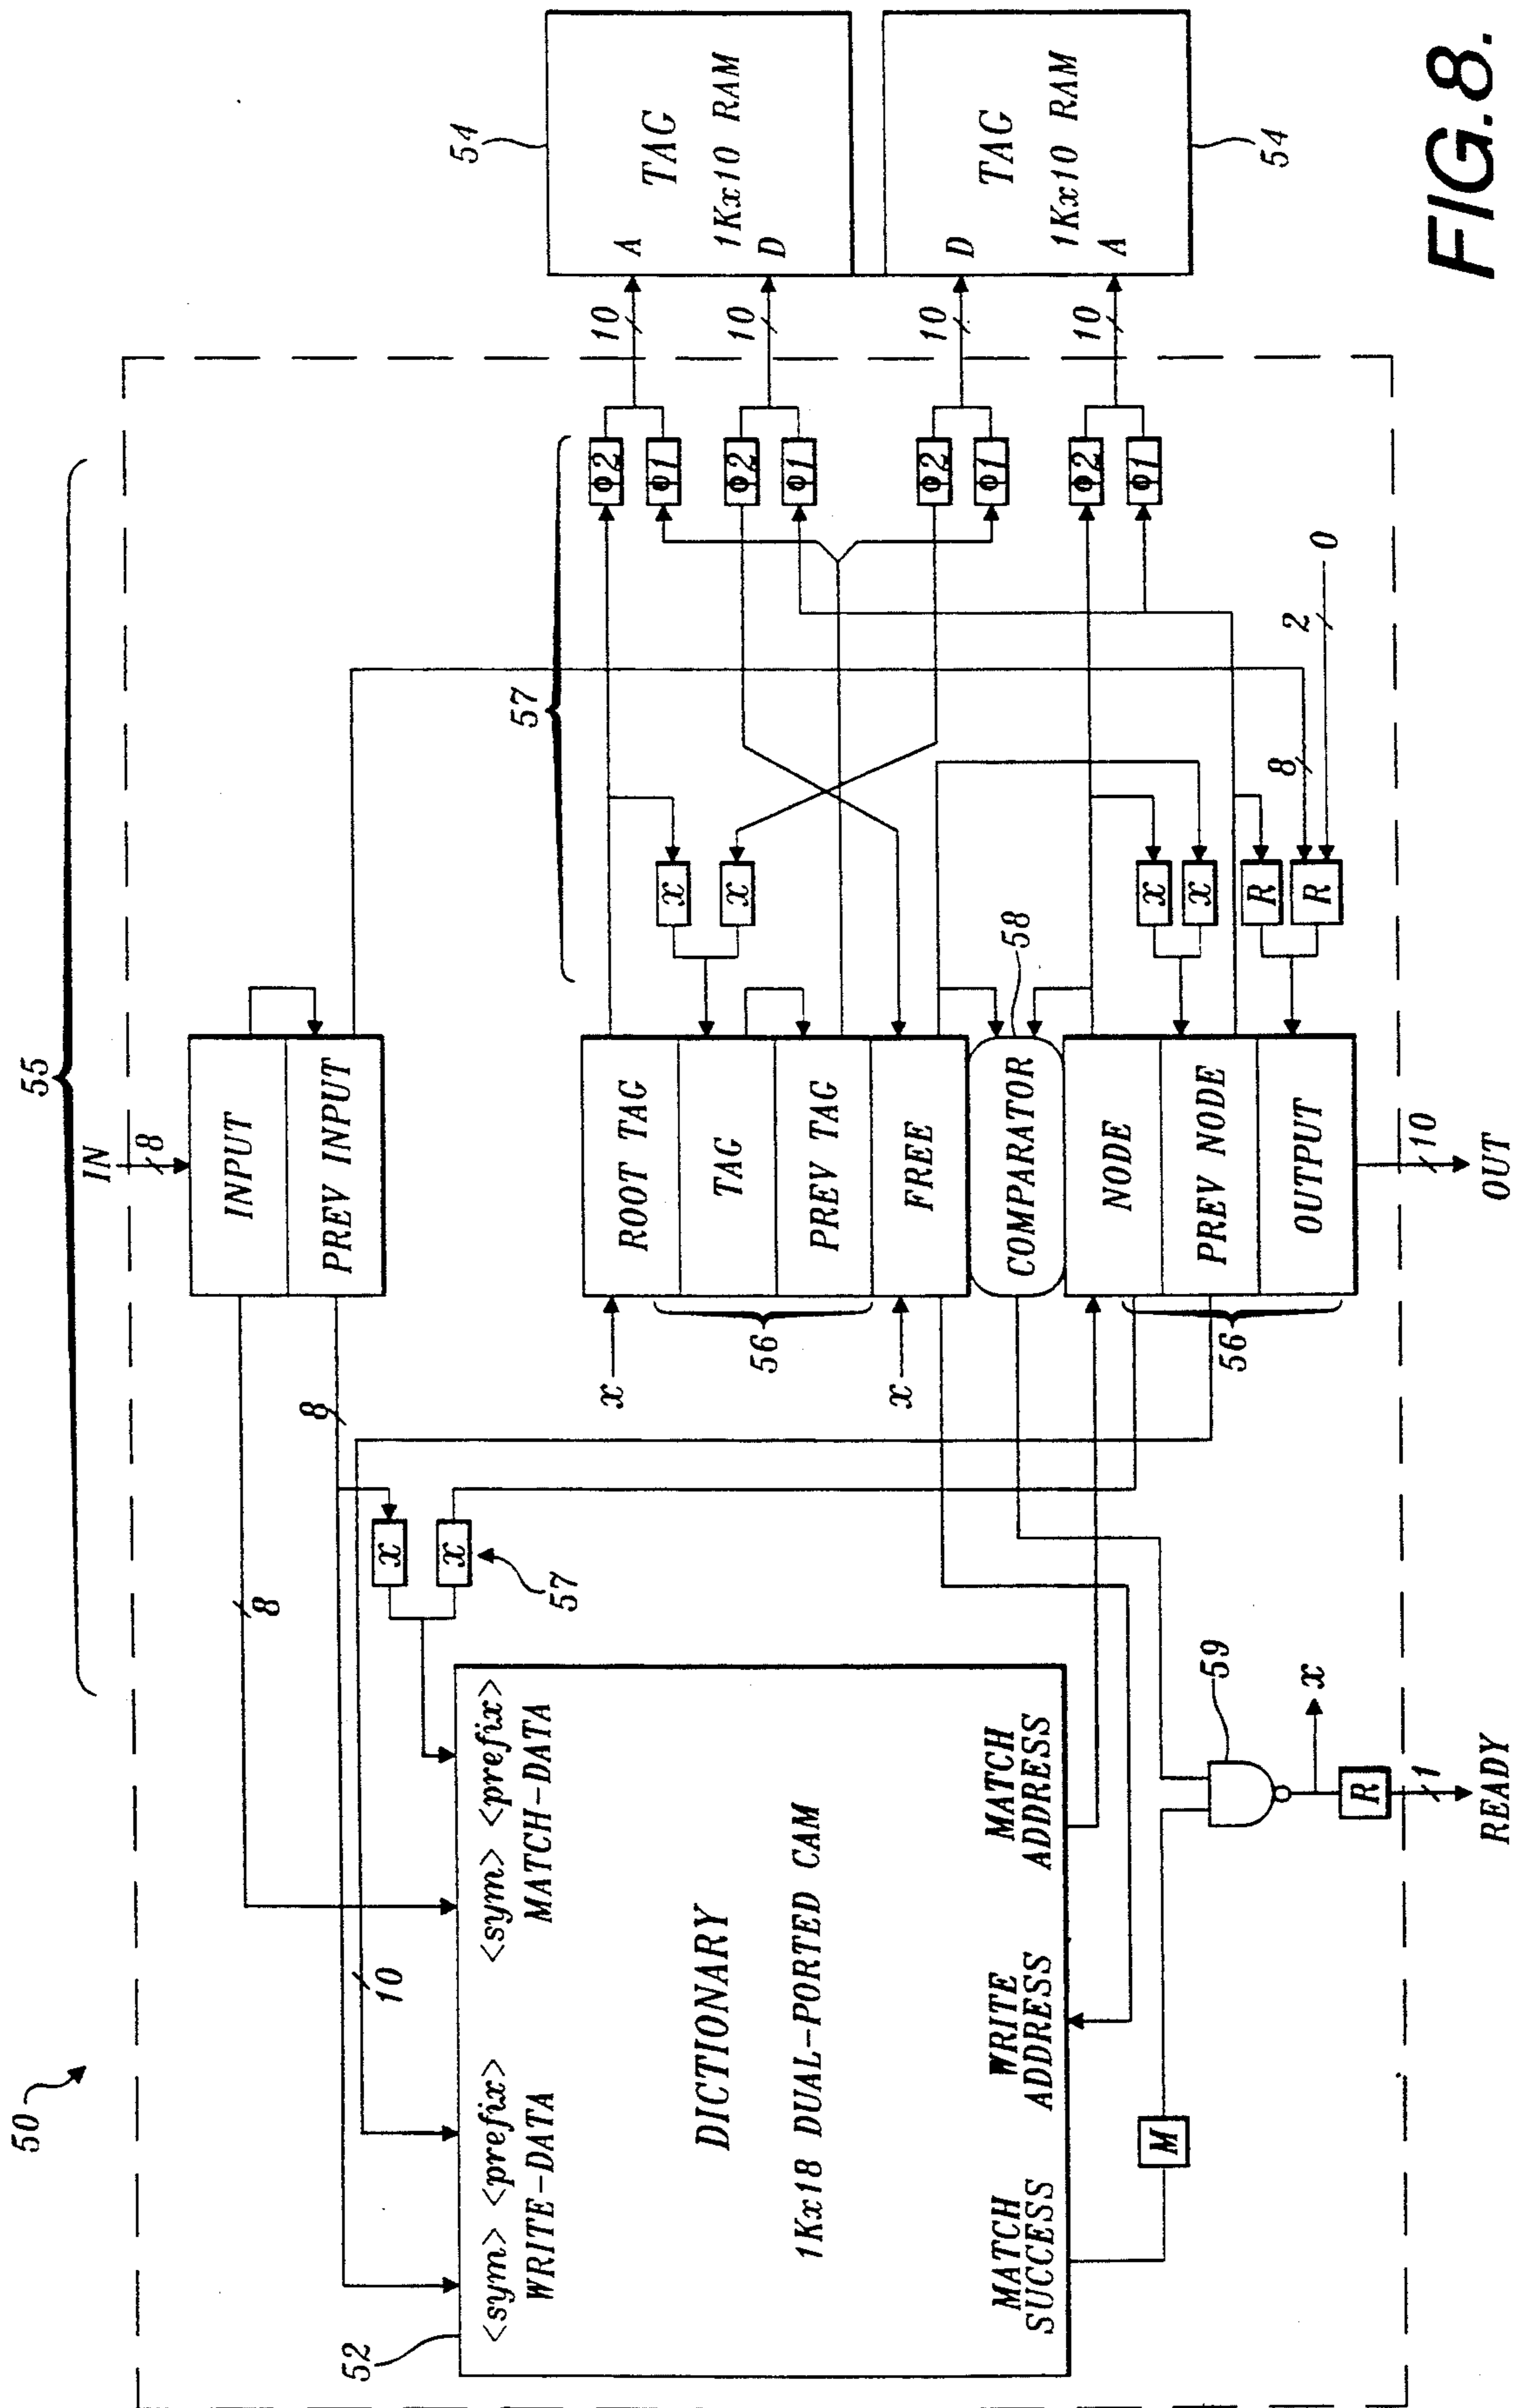 50
55
IN
8
INPUT
PREV INPUT
8
8
10
x
x
57
52
<sym> <prefix>
WRITE-DATA
<sym> <prefix>
MATCH-DATA
DICTIONARY
1Kx18 DUAL-PORTED CAM
MATCH
SUCCESS
WRITE
ADDRESS
MATCH
ADDRESS
M
59
x
R
1
READY
57
ROOT TAG
TAG
PREV TAG
FREE
x
56
x
COMPARATOR
58
NODE
PREV NODE
OUTPUT
56
10
OUT
x
x
x
x
R
R
8
2
0
φ2
φ1
φ2
φ1
φ2
φ1
φ2
φ1
10
10
10
10
54
A
TAG
1Kx10 RAM
D
D
TAG
1Kx10 RAM
A
54
FIG.8.